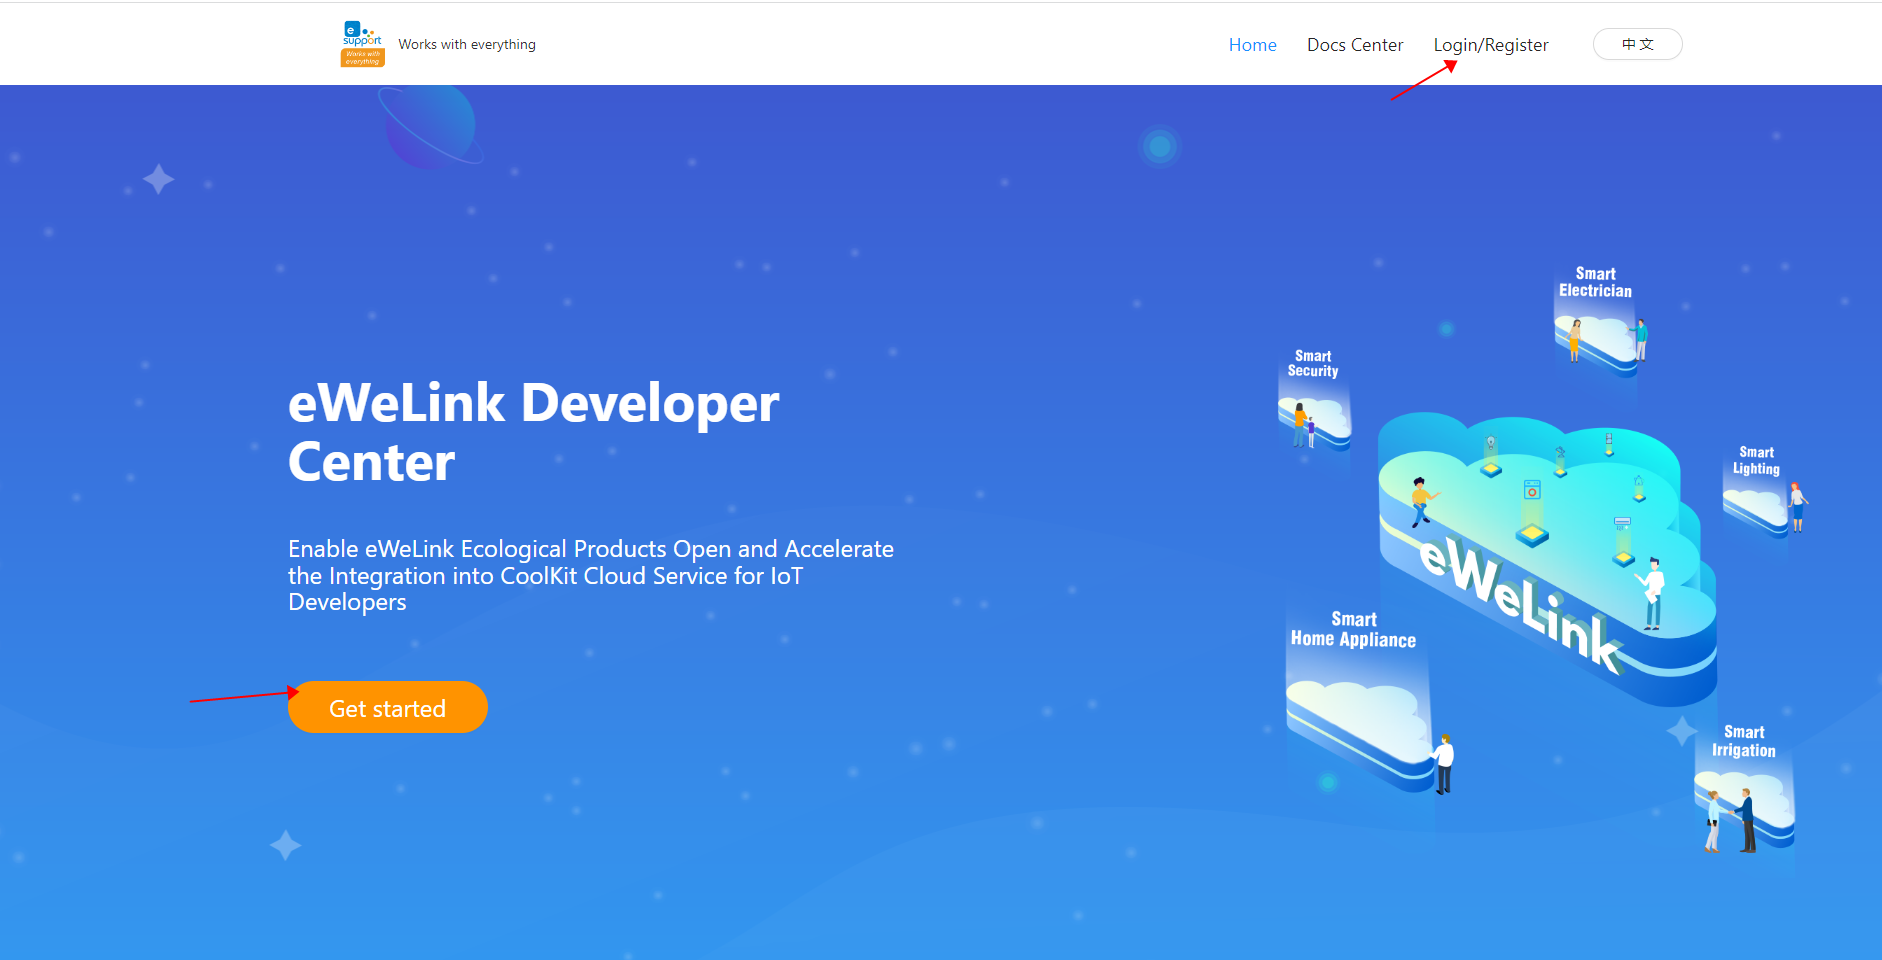 e
support
Works with
everything
Works with everything
Home
Docs Center
Login/Register
中文
Smart
Electrician
Smart
Security
eWeLink Developer
Center
Smart
Lighting
eWeLink
Enable eWeLink Ecological Products Open and Accelerate
the Integration into CoolKit Cloud Service for IoT
Developers
Smart
Home Appliance
Get started
Smart
Irrigation